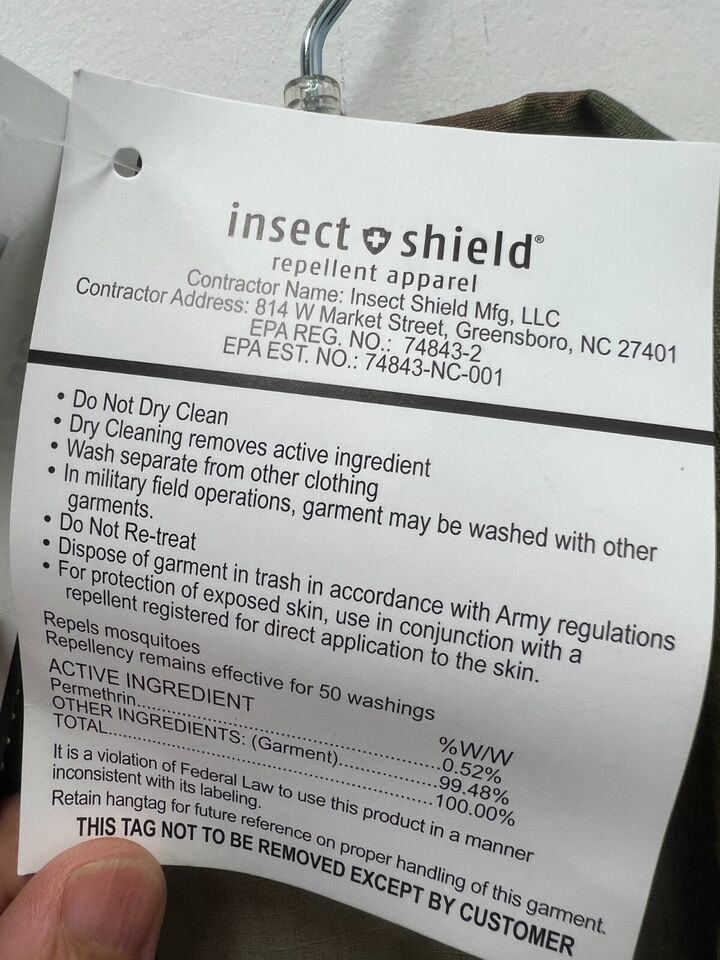 insect shield®
repellent apparel
Contractor Name: Insect Shield Mfg, LLC
Contractor Address: 814 W Market Street, Greensboro, NC 27401
EPA REG. NO.: 74843-2
EPA EST. NO.: 74843-NC-001
• Do Not Dry Clean
• Dry Cleaning removes active ingredient
• Wash separate from other clothing
• In military field operations, garment may be washed with other
garments.
• Do Not Re-treat
• Dispose of garment in trash in accordance with Army regulations
• For protection of exposed skin, use in conjunction with a
repellent registered for direct application to the skin.
Repels mosquitoes
Repellency remains effective for 50 washings
ACTIVE INGREDIENT %W/W
Permethrin..........0.52%
OTHER INGREDIENTS: (Garment)..........99.48%
TOTAL..........100.00%
It is a violation of Federal Law to use this product in a manner
inconsistent with its labeling.
Retain hangtag for future reference on proper handling of this garment.
THIS TAG NOT TO BE REMOVED EXCEPT BY CUSTOMER